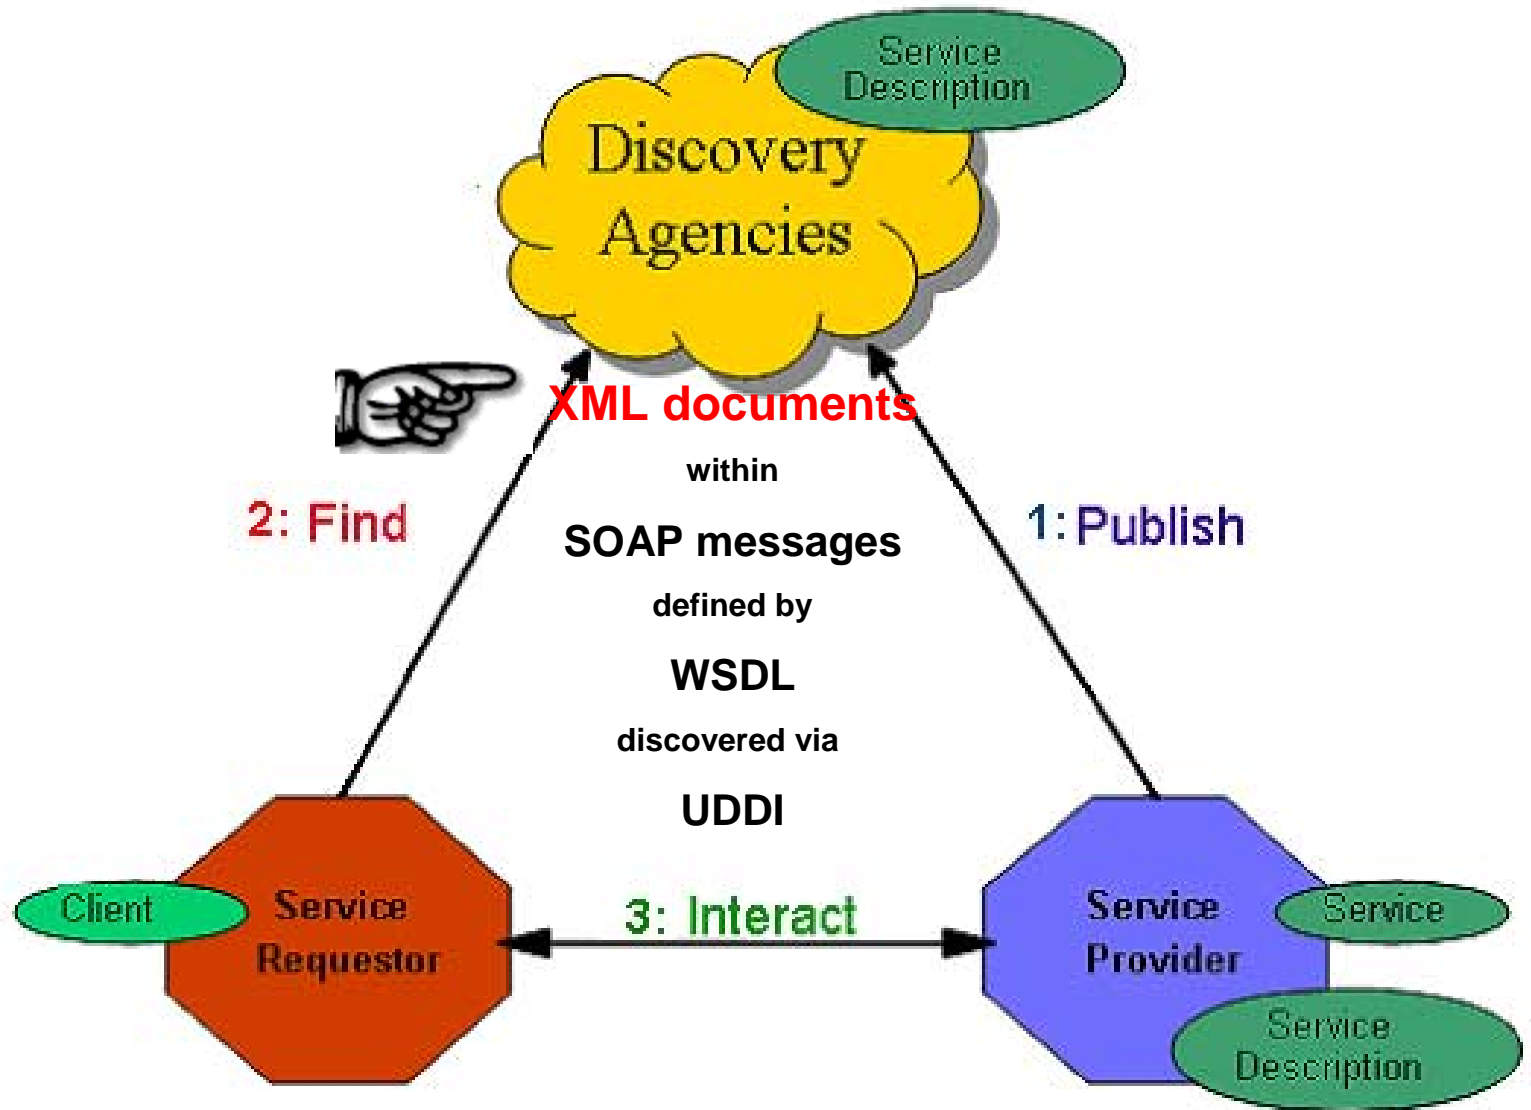 Service
Description
Discovery
Agencies
XML documents
within
2: Find
SOAP messages
1: Publish
defined by
WSDL
discovered via
UDDI
Client
Service
Requestor
3: Interact
Service
Provider
Service
Service
Description